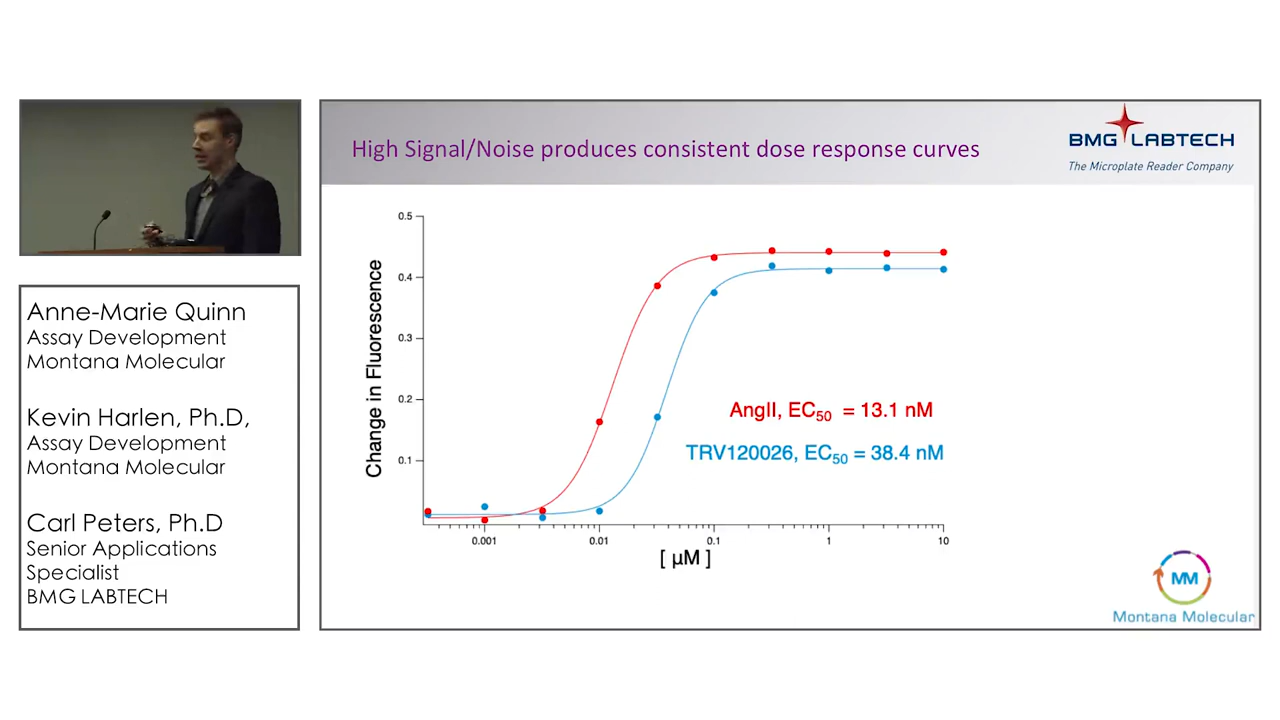 High Signal/Noise produces consistent dose response curves
BMG LABTECH
The Microplate Reader Company
Anne-Marie Quinn
Assay Development
Montana Molecular
Kevin Harlen, Ph.D,
Assay Development
Montana Molecular
Carl Peters, Ph.D
Senior Applications
Specialist
BMG LABTECH
Change in Fluorescence
0.5
0.4
0.3
0.2
0.1
AngII, EC50 = 13.1 nM
TRV120026, EC50 = 38.4 nM
0.001
0.01
0.1
1
10
[ µM ]
MM
Montana Molecular